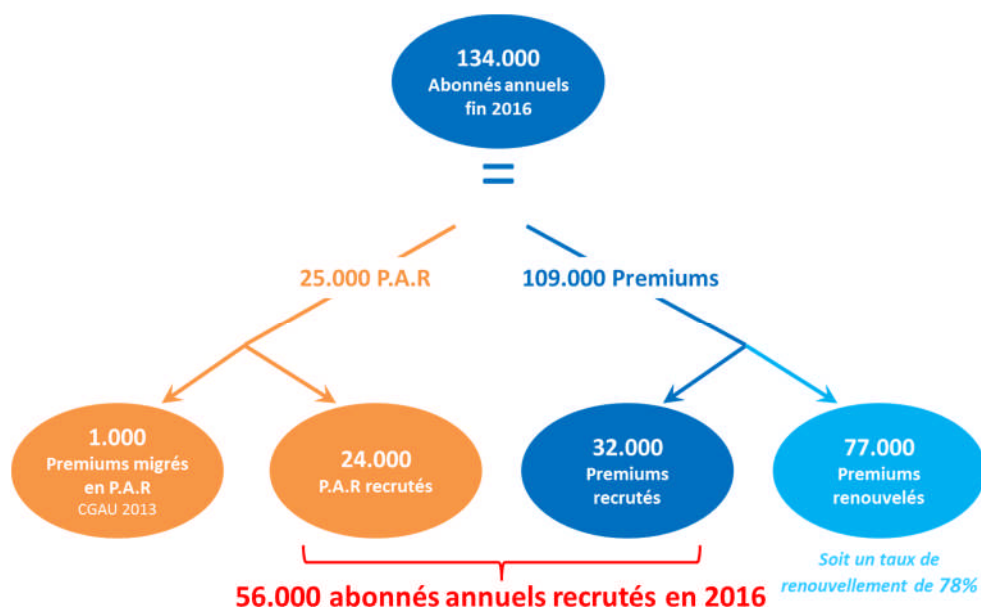 134.000
Abonnés annuels
fin 2016
=
25.000 P.A.R
109.000 Premiums
1.000
Premiums migrés
en P.A.R
CGAU 2013
24.000
P.A.R recrutés
32.000
Premiums
recrutés
77.000
Premiums
renouvelés
Soit un taux de
renouvellement de 78%
56.000 abonnés annuels recrutés en 2016